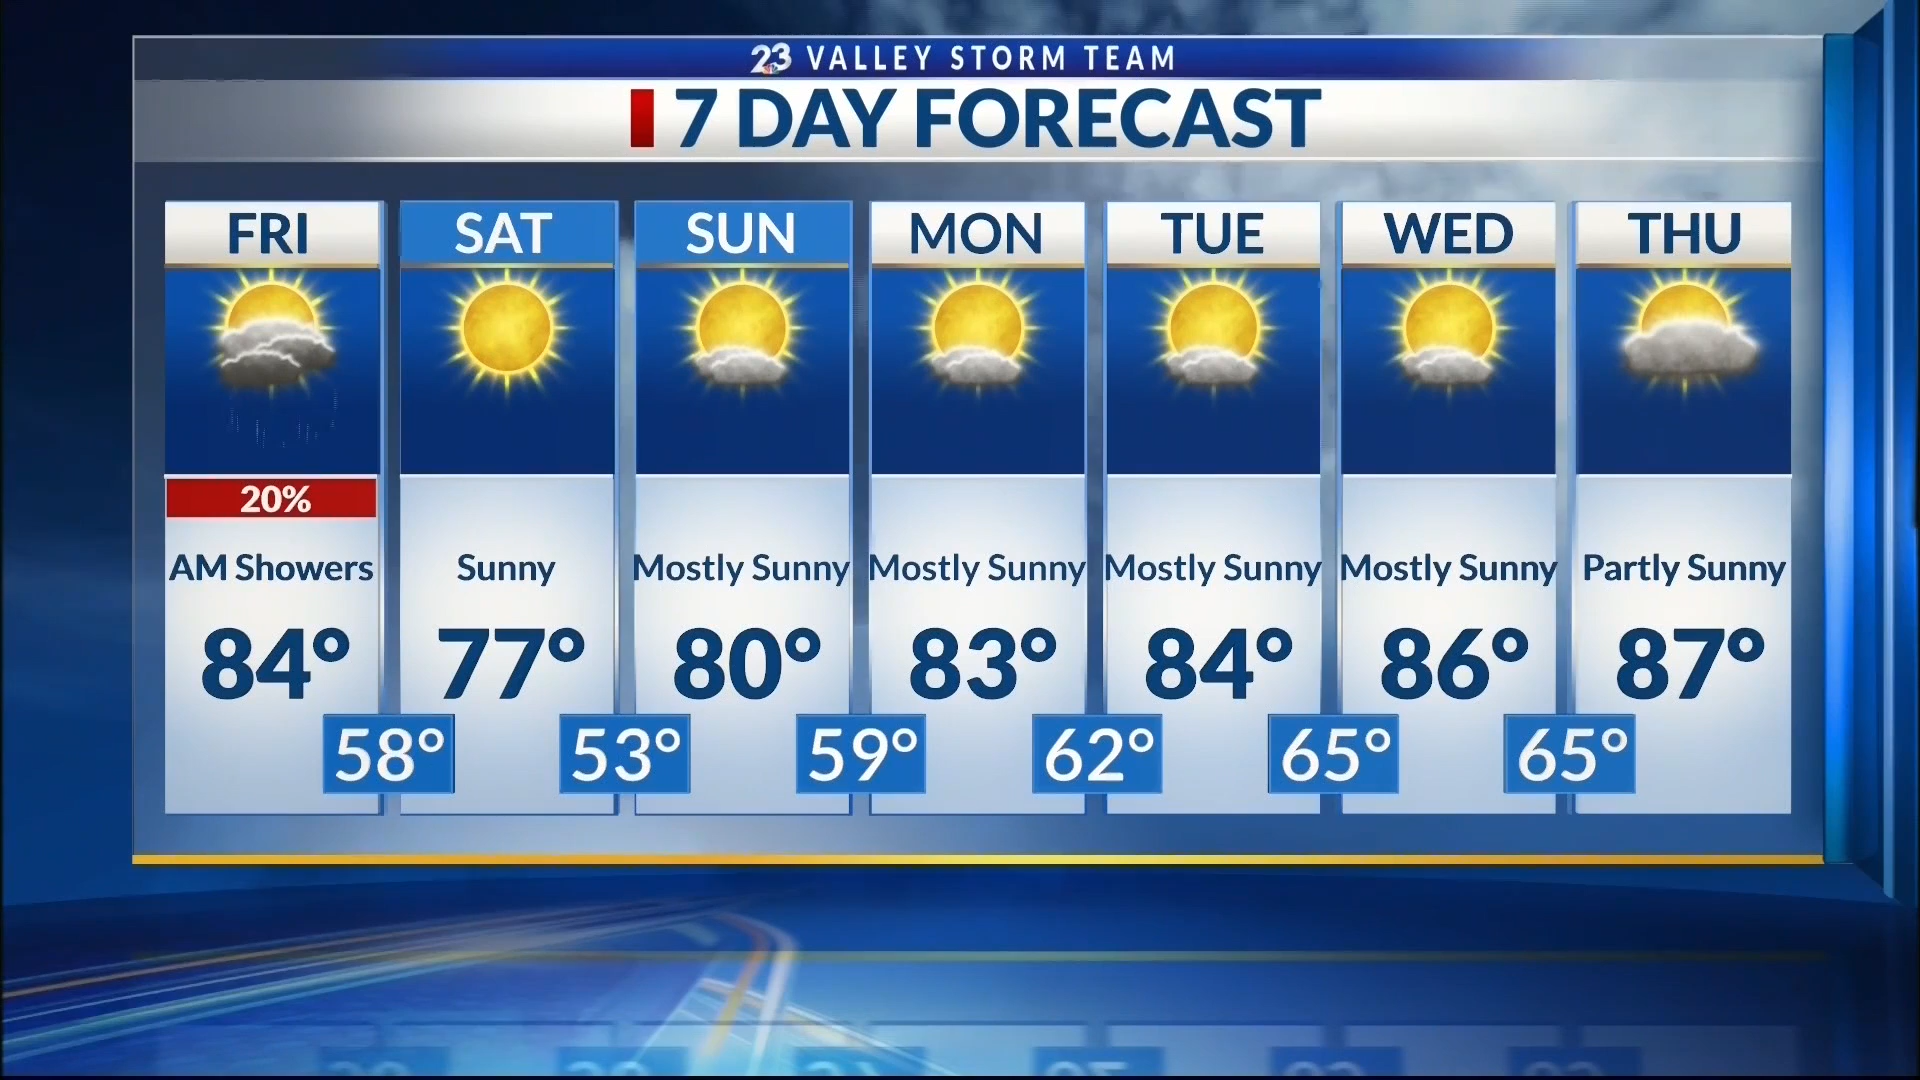 23 VALLEY STORM TEAM
7 DAY FORECAST
FRI SAT SUN MON TUE WED THU
20%
AM Showers Sunny Mostly Sunny Mostly Sunny Mostly Sunny Mostly Sunny Partly Sunny
84° 77° 80° 83° 84° 86° 87°
58° 53° 59° 62° 65° 65°